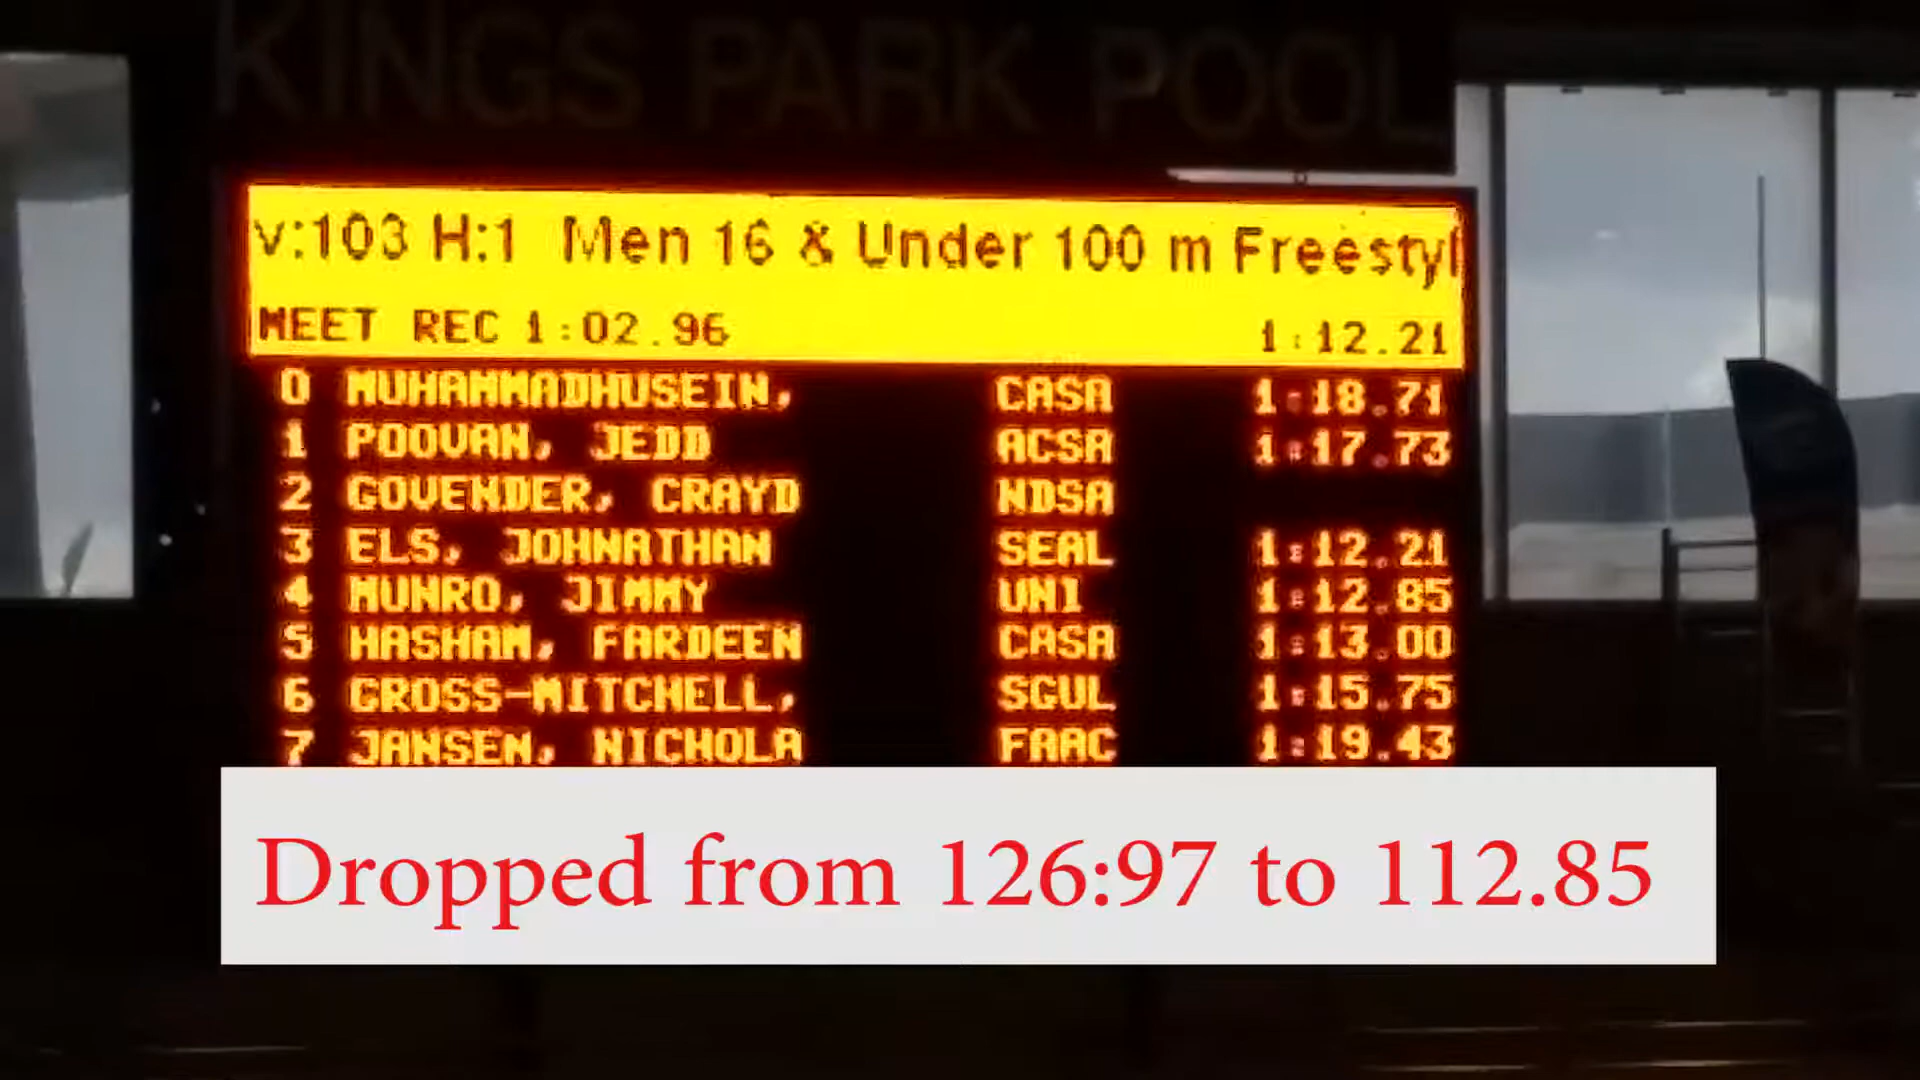 KINGS PARK POOL
v:103 H:1 Men 16 & Under 100 m Freestyl
MEET REC 1:02.96 1:12.21
0 MUHAMMADHUSEIN, CASA 1:18.71
1 POOVAN, JEDD ACSA 1:17.73
2 GOVENDER, CRAYD NDSA
3 ELS, JOHNATHAN SEAL 1:12.21
4 MUNRO, JIMMY UNI 1:12.85
5 HASHAM, FARDEEN CASA 1:13.00
6 GROSS-MITCHELL, SGUL 1:15.75
7 JANSEN, NICHOLA FAAC 1:19.43
Dropped from 126:97 to 112.85